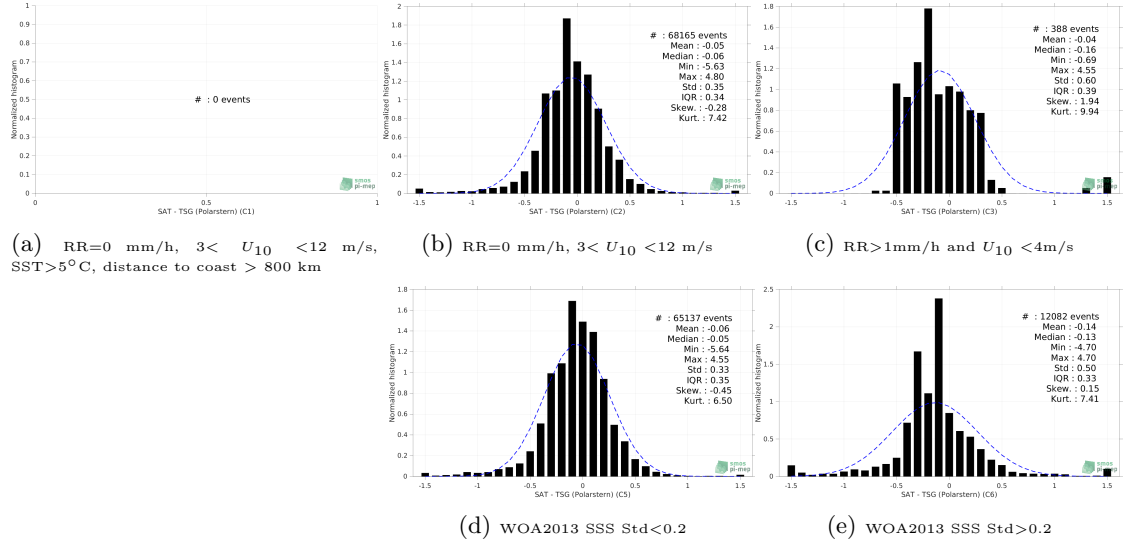 Normalized histogram
1
0.9
0.8
0.7
0.6
0.5
0.4
0.3
0.2
0.1
0
# : 0 events
0 0.5 1
SAT - TSG (Polarstern) (C1)
smos
pi-mep
(a) RR=0 mm/h, 3< U10 <12 m/s,
SST>5°C, distance to coast > 800 km
Normalized histogram
2
1.8
1.6
1.4
1.2
1
0.8
0.6
0.4
0.2
0
# : 68165 events
Mean : -0.05
Median : -0.06
Min : -5.63
Max : 4.80
Std : 0.35
IQR : 0.34
Skew. : -0.28
Kurt. : 7.42
-1.5 -1 -0.5 0 0.5 1 1.5
SAT - TSG (Polarstern) (C2)
smos
pi-mep
(b) RR=0 mm/h, 3< U10 <12 m/s
Normalized histogram
1.8
1.6
1.4
1.2
1
0.8
0.6
0.4
0.2
0
# : 388 events
Mean : -0.04
Median : -0.16
Min : -0.69
Max : 4.55
Std : 0.60
IQR : 0.39
Skew. : 1.94
Kurt. : 9.94
-1.5 -1 -0.5 0 0.5 1 1.5
SAT - TSG (Polarstern) (C3)
smos
pi-mep
(c) RR>1mm/h and U10 <4m/s
Normalized histogram
1.8
1.6
1.4
1.2
1
0.8
0.6
0.4
0.2
0
# : 65137 events
Mean : -0.06
Median : -0.05
Min : -5.64
Max : 4.55
Std : 0.33
IQR : 0.35
Skew. : -0.45
Kurt. : 6.50
-1.5 -1 -0.5 0 0.5 1 1.5
SAT - TSG (Polarstern) (C5)
smos
pi-mep
(d) WOA2013 SSS Std<0.2
Normalized histogram
2.5
2
1.5
1
0.5
0
# : 12082 events
Mean : -0.14
Median : -0.13
Min : -4.70
Max : 4.70
Std : 0.50
IQR : 0.33
Skew. : 0.15
Kurt. : 7.41
-1.5 -1 -0.5 0 0.5 1 1.5
SAT - TSG (Polarstern) (C6)
smos
pi-mep
(e) WOA2013 SSS Std>0.2